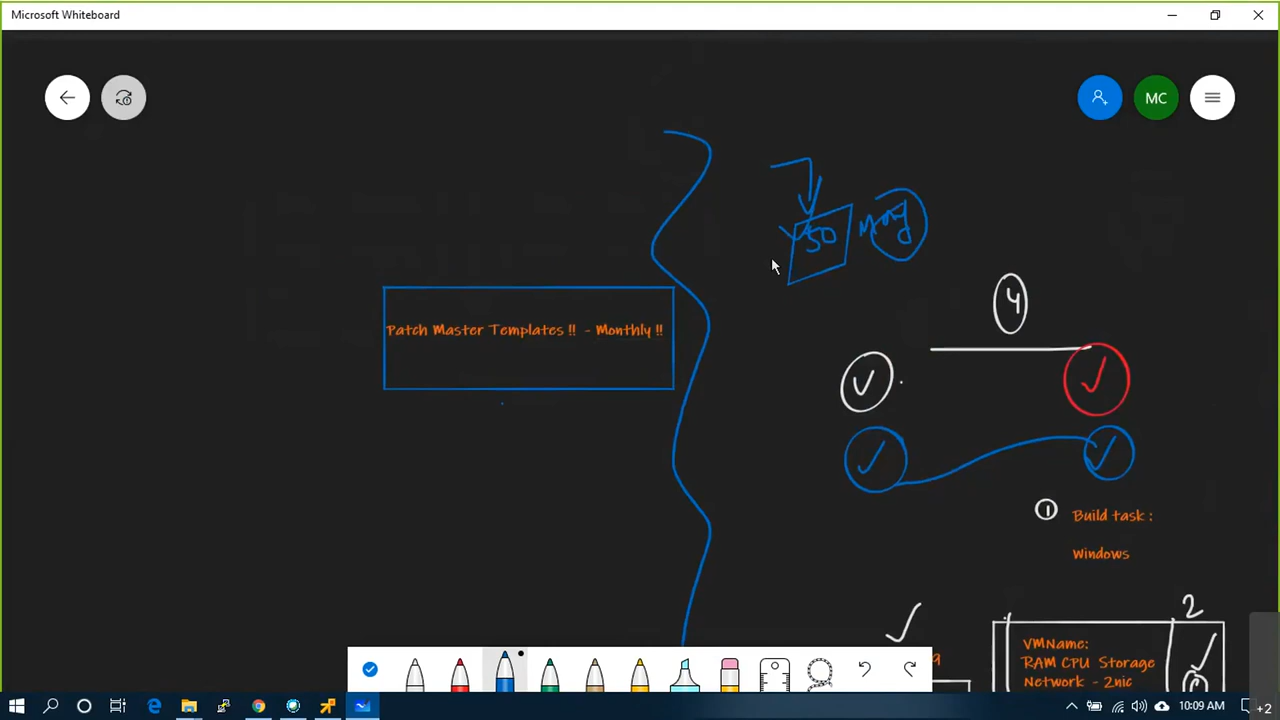 Microsoft Whiteboard
MC
50
4
Patch Master Templates !! - Monthly !!
1 Build task :
Windows
2
VMName:
RAM CPU Storage
9
Network - 2nic
10:09 AM
+2